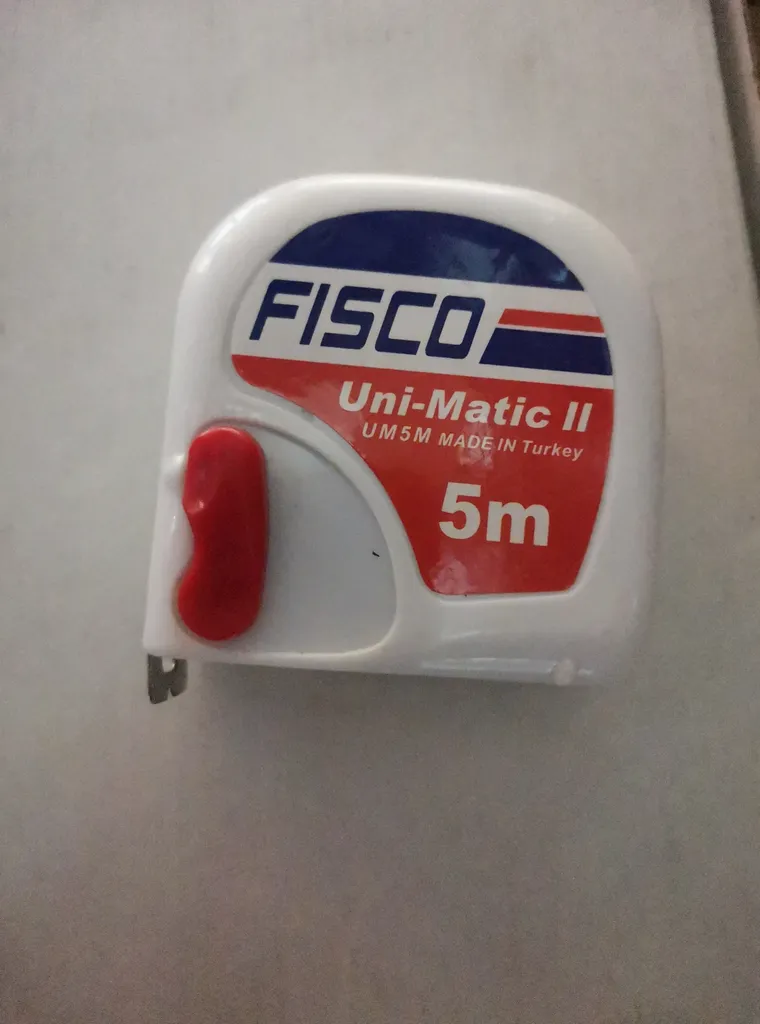 FISCO
Uni-Matic II
UM5M MADE IN Turkey
5m